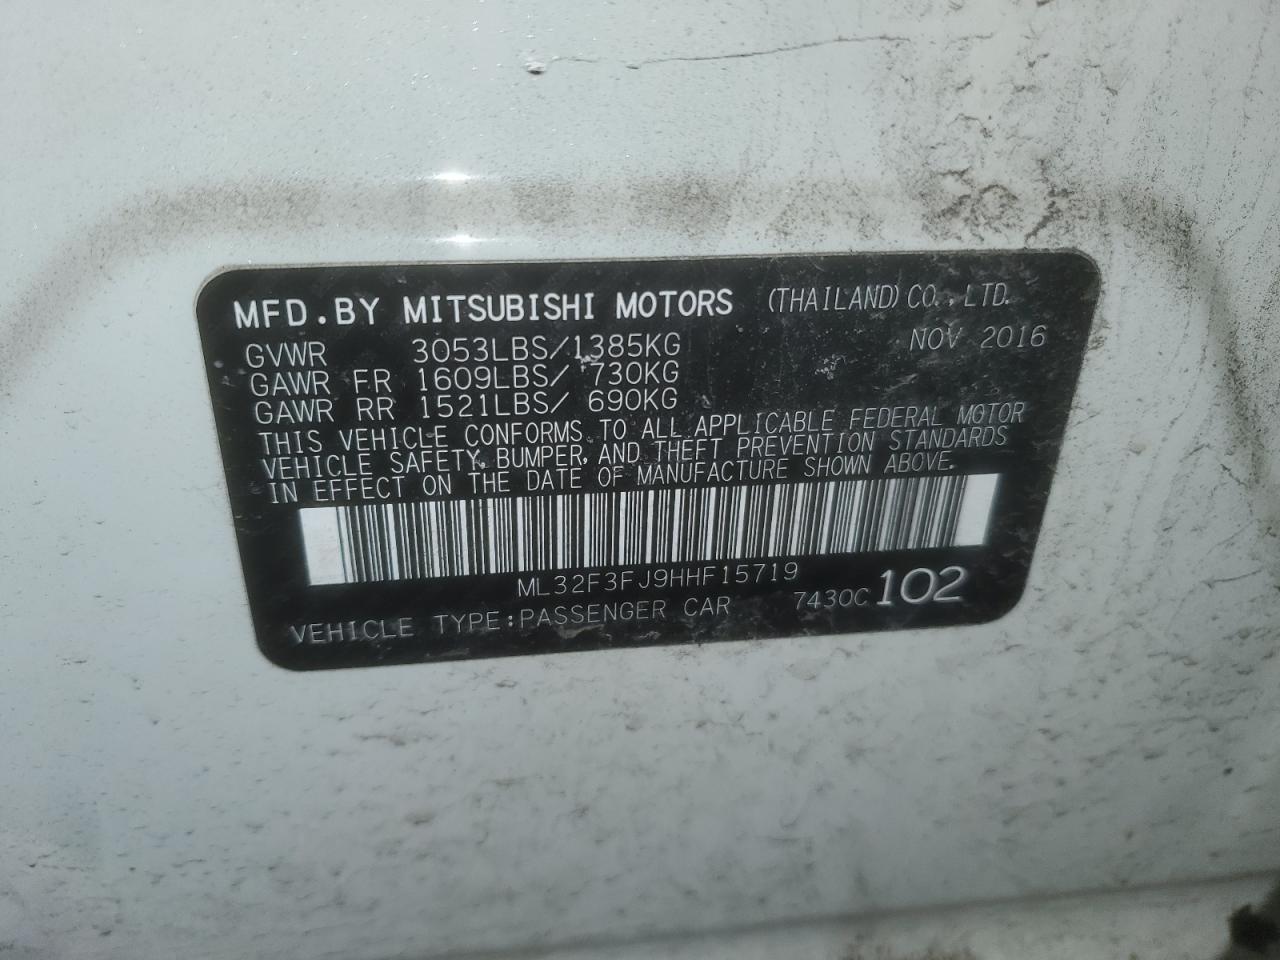 MFD.BY MITSUBISHI MOTORS (THAILAND) CO., LTD.
GVWR 3053LBS/1385KG NOV 2016
GAWR FR 1609LBS/ 730KG
GAWR RR 1521LBS/ 690KG
THIS VEHICLE CONFORMS TO ALL APPLICABLE FEDERAL MOTOR
VEHICLE SAFETY, BUMPER, AND THEFT PREVENTION STANDARDS
IN EFFECT ON THE DATE OF MANUFACTURE SHOWN ABOVE.
ML32F3FJ9HHF15719
VEHICLE TYPE:PASSENGER CAR 7430C 102